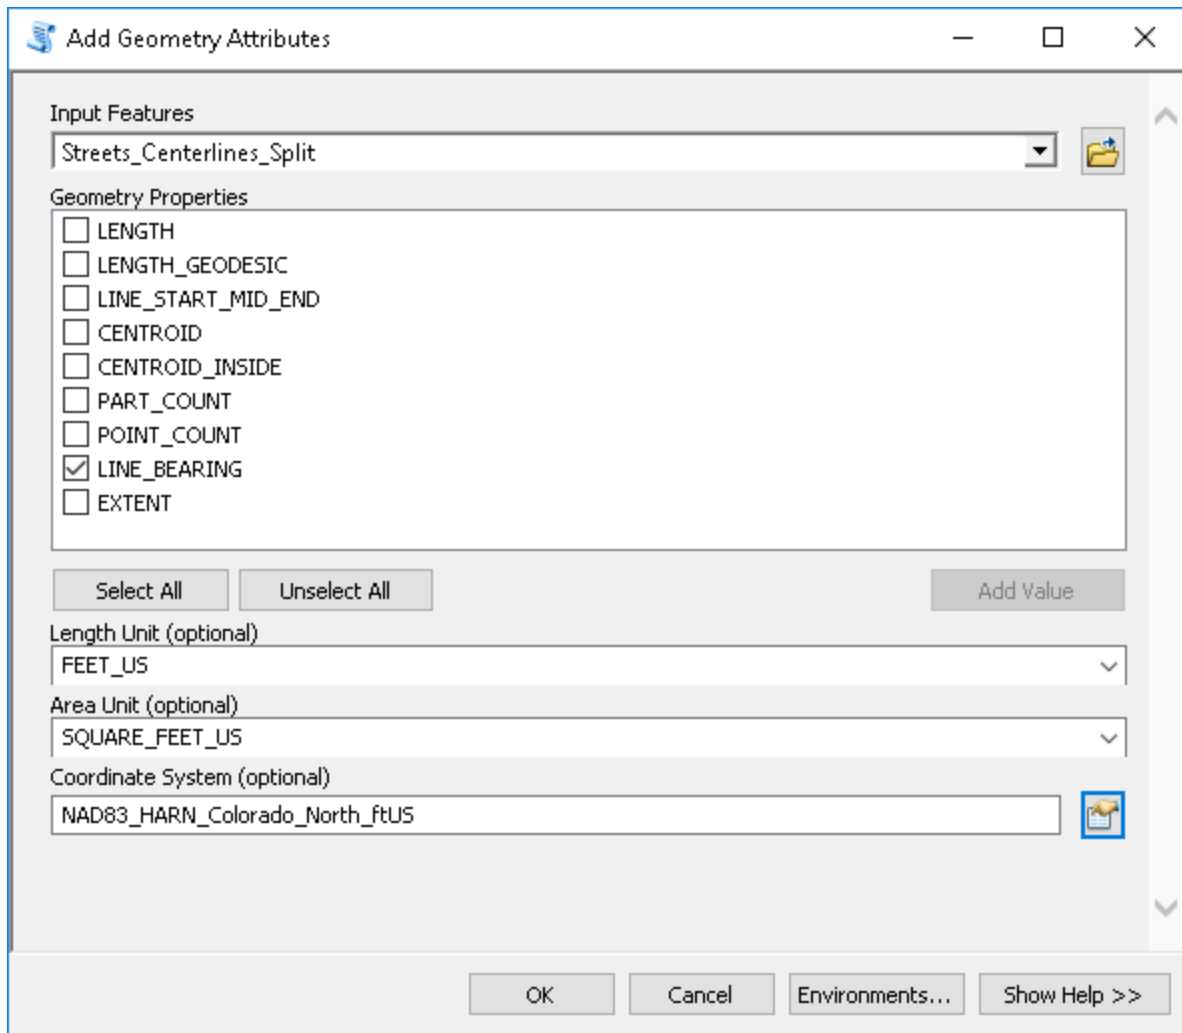 Add Geometry Attributes
Input Features
Streets_Centerlines_Split
Geometry Properties
LENGTH
LENGTH_GEODESIC
LINE_START_MID_END
CENTROID
CENTROID_INSIDE
PART_COUNT
POINT_COUNT
LINE_BEARING
EXTENT
Select All Unselect All Add Value
Length Unit (optional)
FEET_US
Area Unit (optional)
SQUARE_FEET_US
Coordinate System (optional)
NAD83_HARN_Colorado_North_ftUS
OK Cancel Environments... Show Help >>